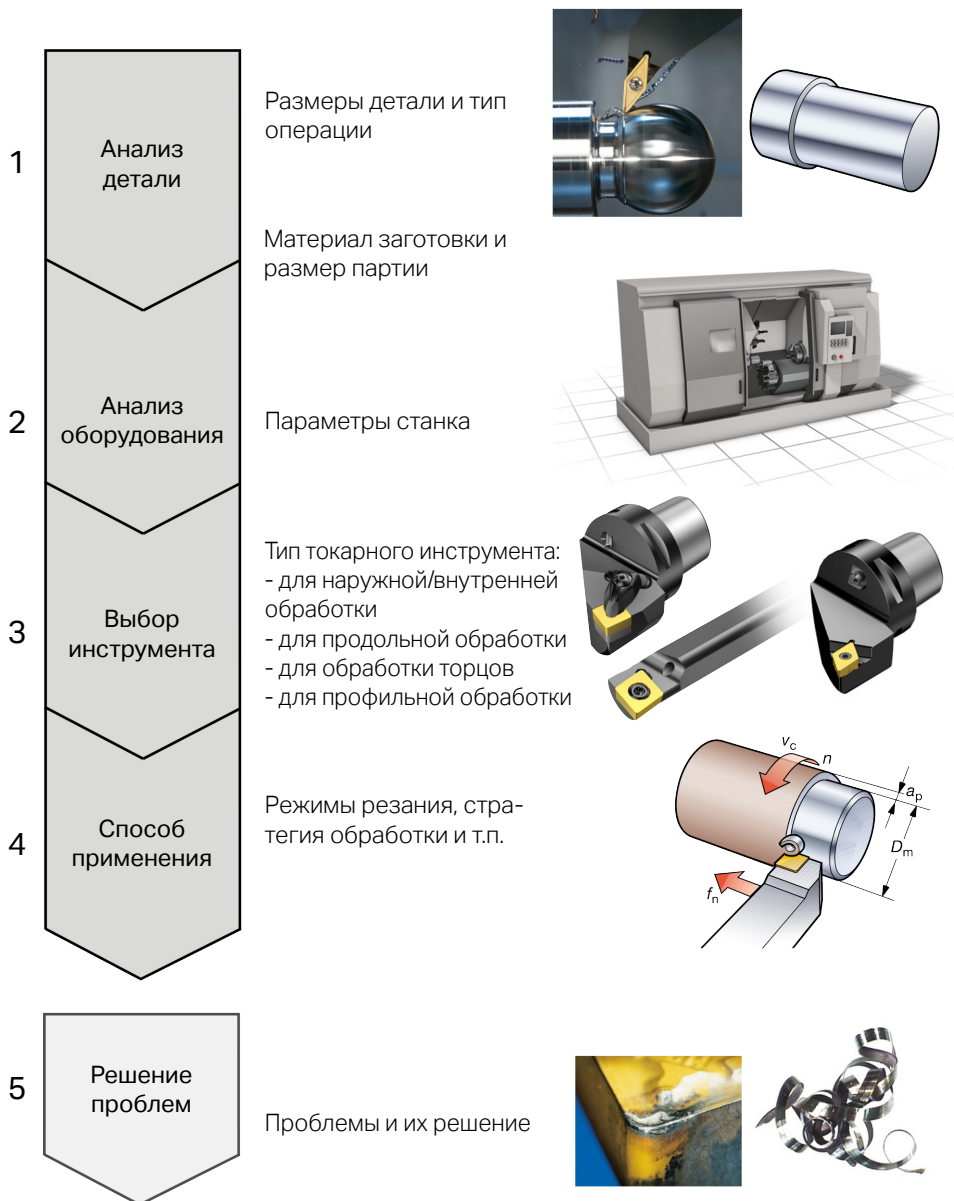 1
Анализ
детали
Размеры детали и тип
операции
Материал заготовки и
размер партии
2
Анализ
оборудования
Параметры станка
3
Выбор
инструмента
Тип токарного инструмента:
- для наружной/внутренней
обработки
- для продольной обработки
- для обработки торцов
- для профильной обработки
4
Способ
применения
Режимы резания, стра-
тегия обработки и т.п.
vc
n
ap
Dm
fn
5
Решение
проблем
Проблемы и их решение